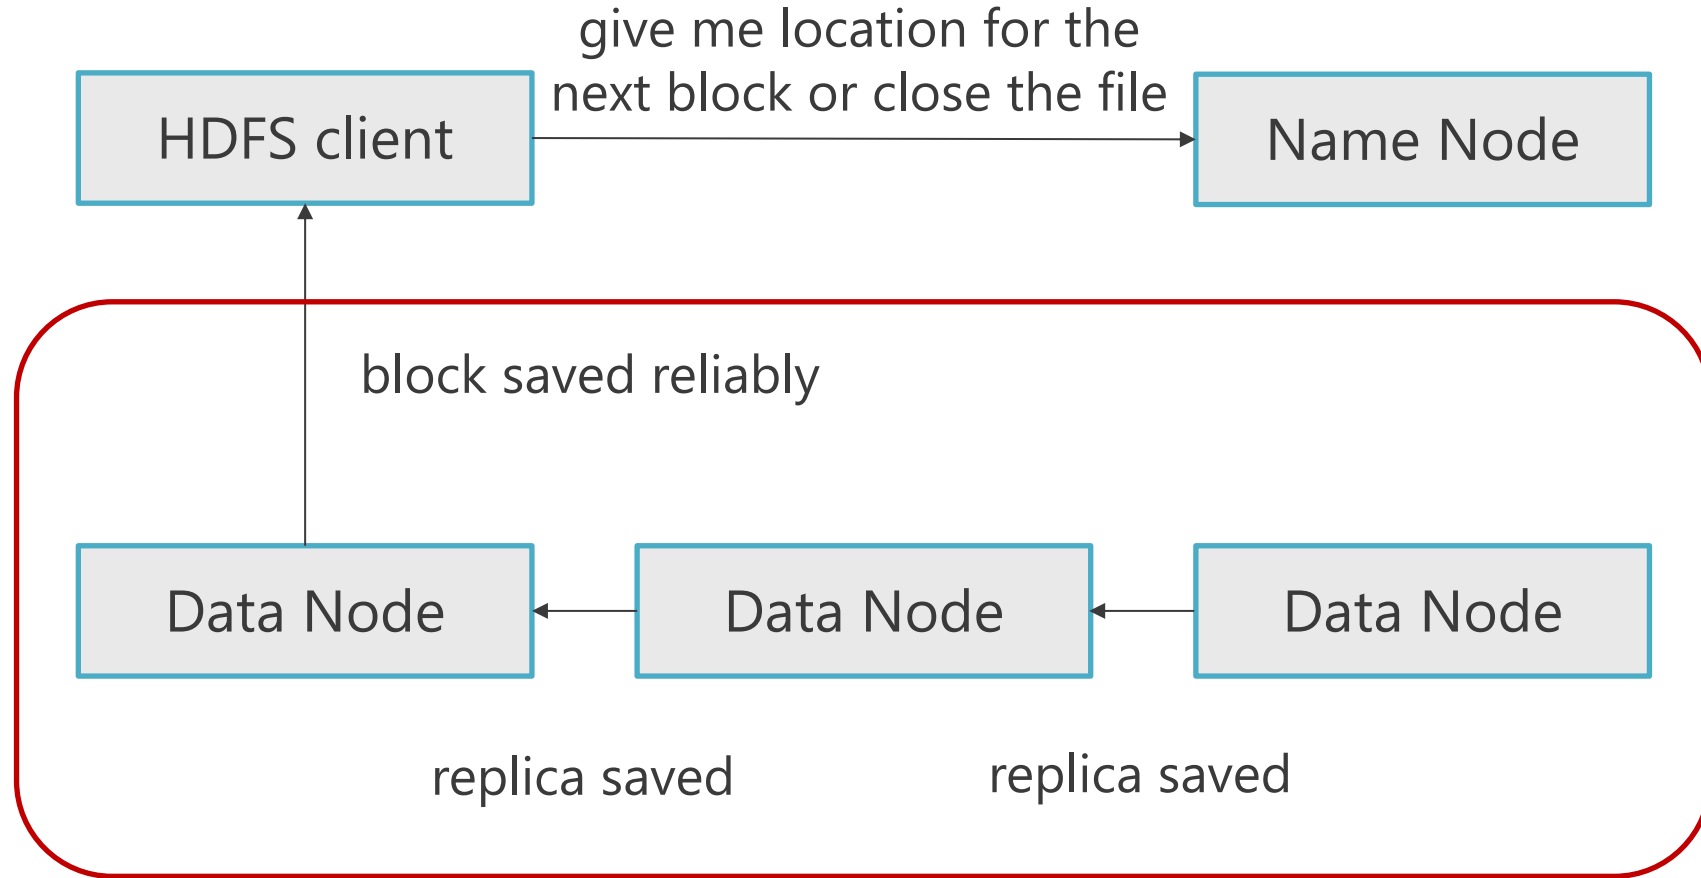 give me location for the
next block or close the file
HDFS client
Name Node
block saved reliably
Data Node
Data Node
Data Node
replica saved
replica saved